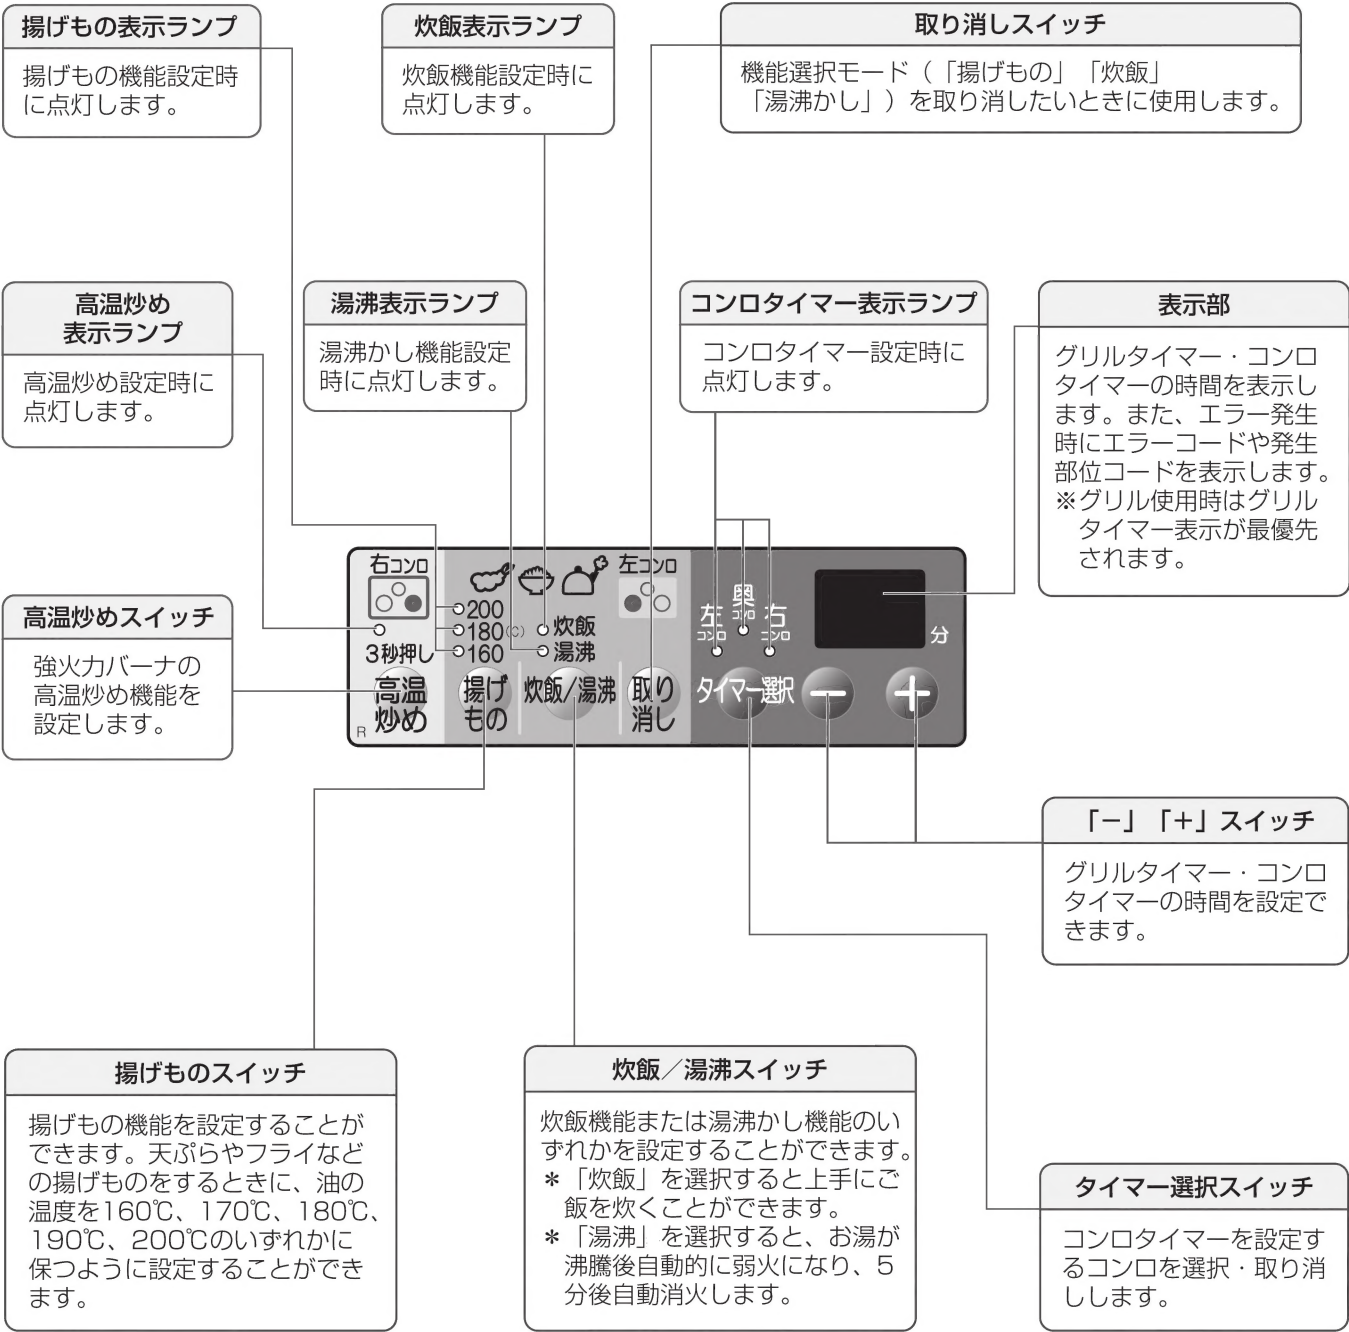 揚げもの表示ランプ
揚げもの機能設定時
に点灯します。
炊飯表示ランプ
炊飯機能設定時に
点灯します。
取り消しスイッチ
機能選択モード（「揚げもの」「炊飯」
「湯沸かし」）を取り消したいときに使用します。
高温炒め
表示ランプ
高温炒め設定時に
点灯します。
湯沸表示ランプ
湯沸かし機能設定
時に点灯します。
コンロタイマー表示ランプ
コンロタイマー設定時に
点灯します。
表示部
グリルタイマー・コンロ
タイマーの時間を表示し
ます。また、エラー発生
時にエラーコードや発生
部位コードを表示します。
※グリル使用時はグリル
タイマー表示が最優先
されます。
高温炒めスイッチ
強火力バーナの
高温炒め機能を
設定します。
右コンロ
3秒押し
高温
炒め
R
200
180(℃)
160
揚げ
もの
炊飯
湯沸
炊飯/湯沸
左コンロ
取り
消し
左
コンロ
奥
コンロ
右
コンロ
タイマー選択
分
－
＋
「－」「＋」スイッチ
グリルタイマー・コンロ
タイマーの時間を設定で
きます。
揚げものスイッチ
揚げもの機能を設定することが
できます。天ぷらやフライなど
の揚げものをするときに、油の
温度を160℃、170℃、180℃、
190℃、200℃のいずれかに
保つように設定することができ
ます。
炊飯／湯沸スイッチ
炊飯機能または湯沸かし機能のい
ずれかを設定することができます。
＊「炊飯」を選択すると上手にご
飯を炊くことができます。
＊「湯沸」を選択すると、お湯が
沸騰後自動的に弱火になり、5
分後自動消火します。
タイマー選択スイッチ
コンロタイマーを設定す
るコンロを選択・取り消
しします。